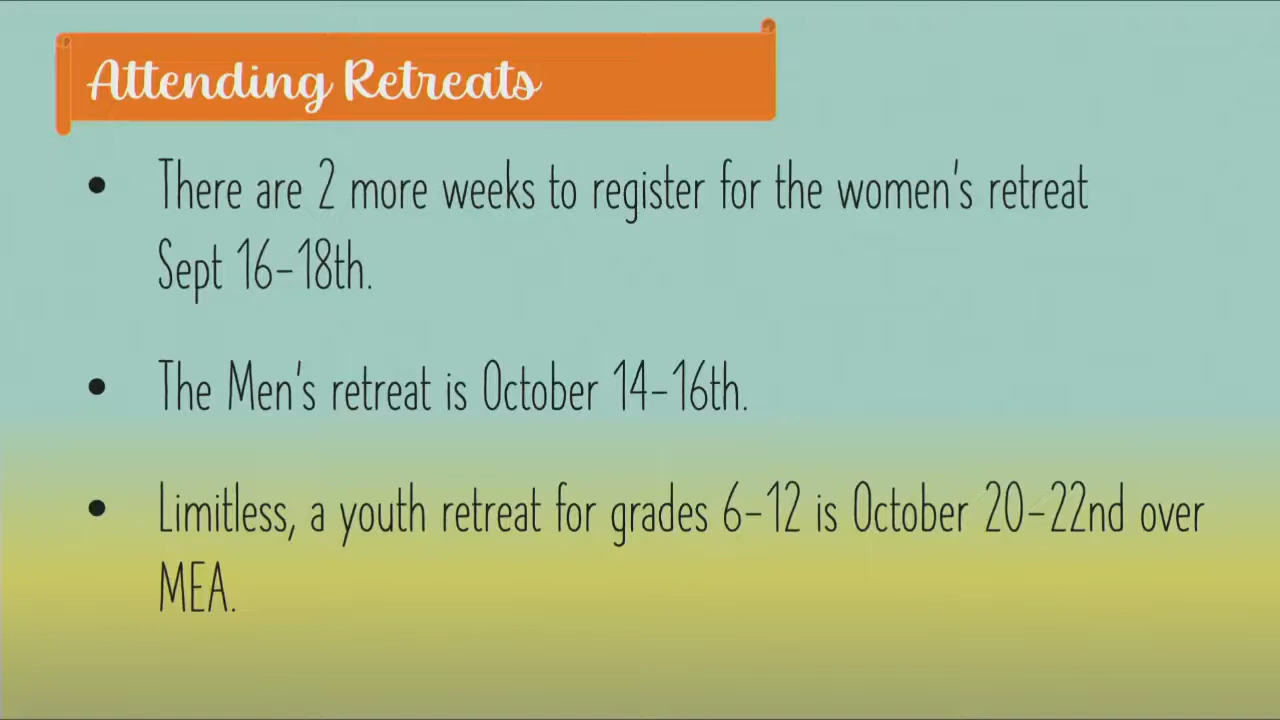 Attending Retreats
• There are 2 more weeks to register for the women's retreat
Sept 16-18th.
• The Men's retreat is October 14-16th.
• Limitless, a youth retreat for grades 6-12 is October 20-22nd over
MEA.